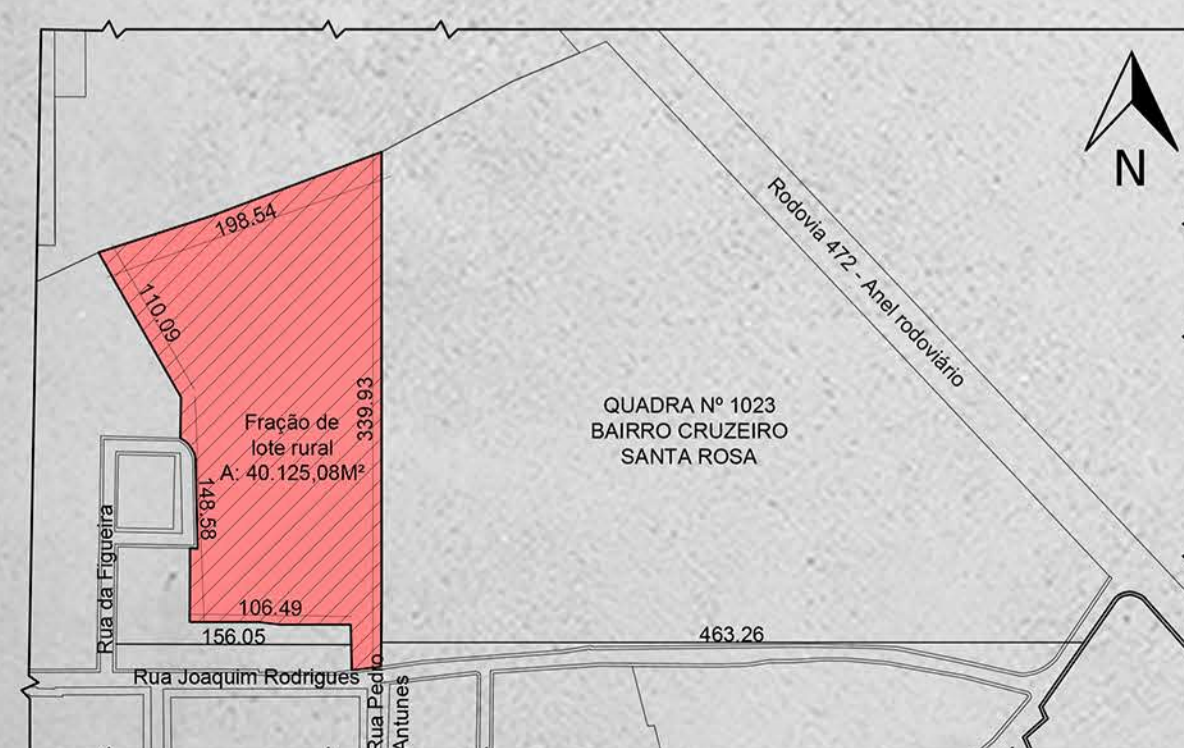 N
198.54
Rodovia 472 - Anel rodoviário
110.09
339.93
QUADRA Nº 1023
BAIRRO CRUZEIRO
SANTA ROSA
Fração de
lote rural
A: 40.125,08M²
148.58
Rua da Figueira
106.49
156.05
463.26
Rua Joaquim Rodrigues
Rua Pedro
Antunes